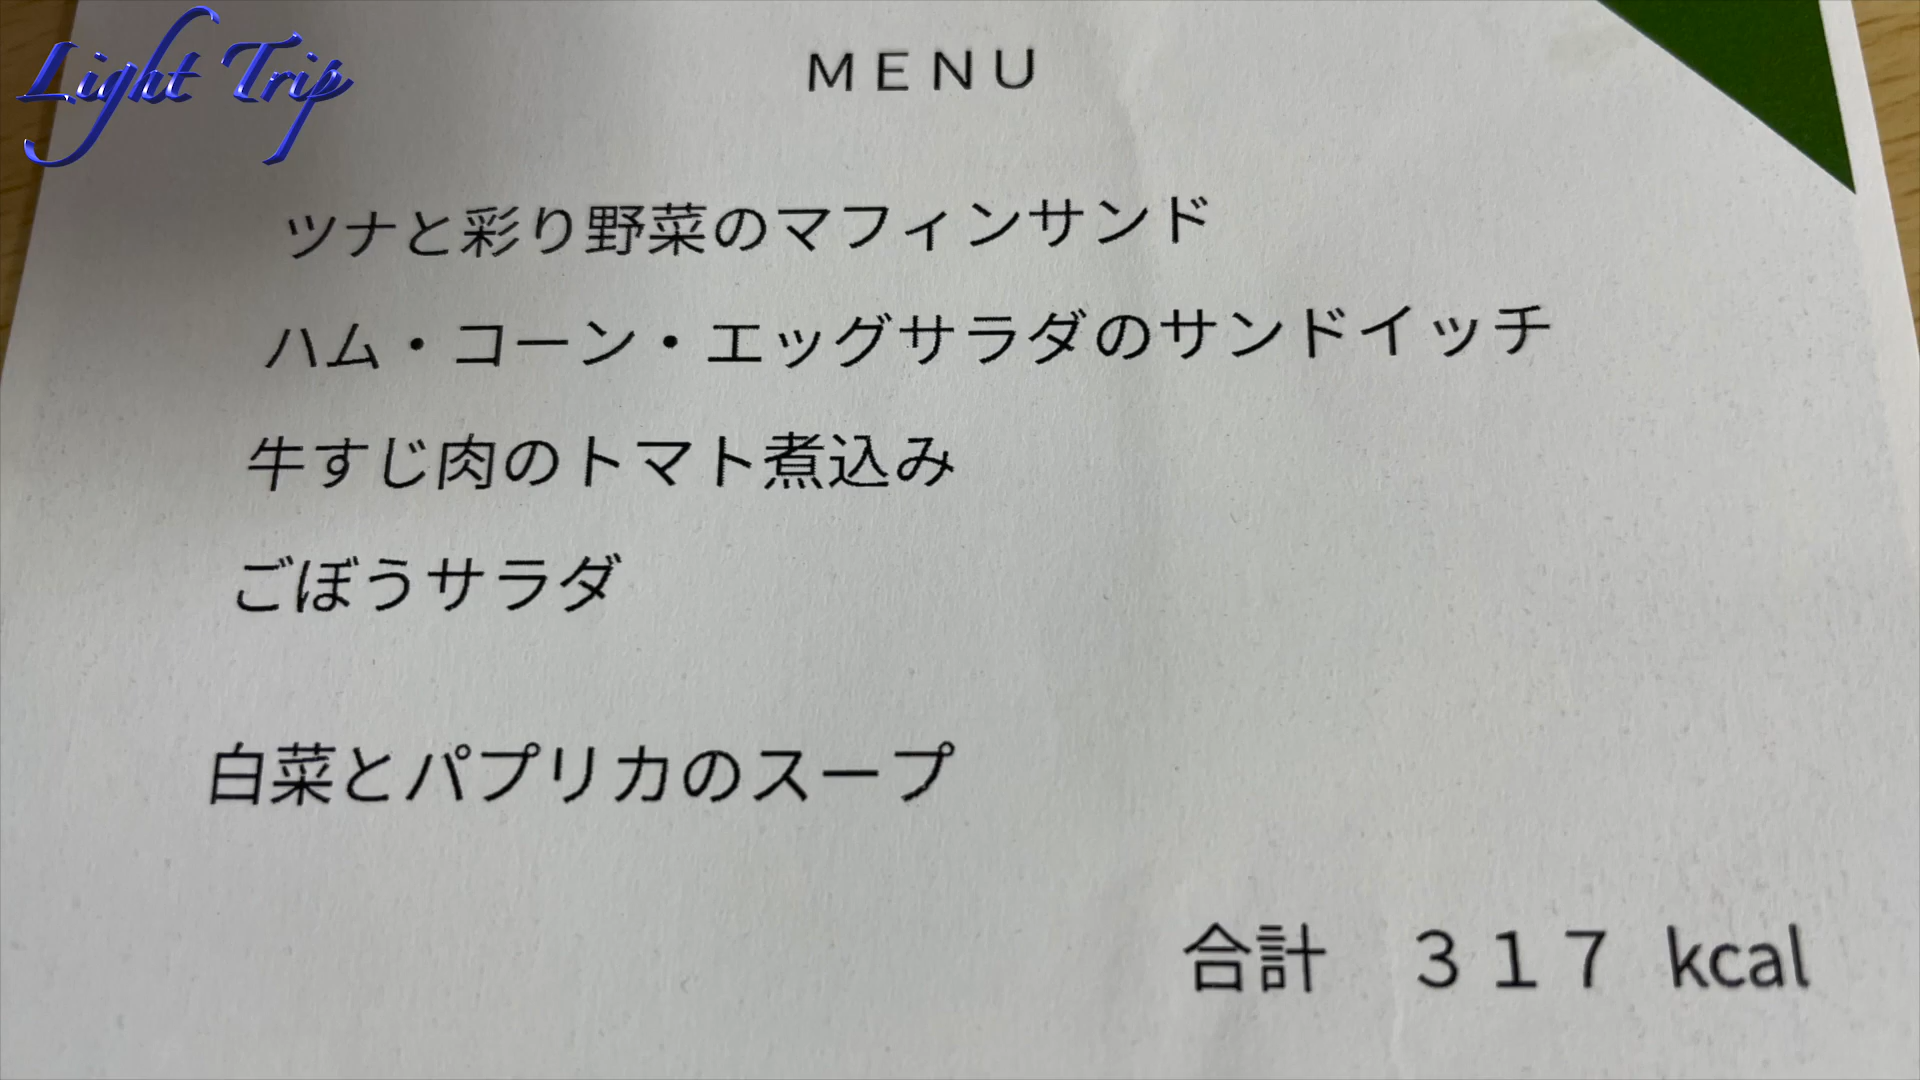 Light Trip
MENU
ツナと彩り野菜のマフィンサンド
ハム・コーン・エッグサラダのサンドイッチ
牛すじ肉のトマト煮込み
ごぼうサラダ
白菜とパプリカのスープ
合計　３１７ kcal